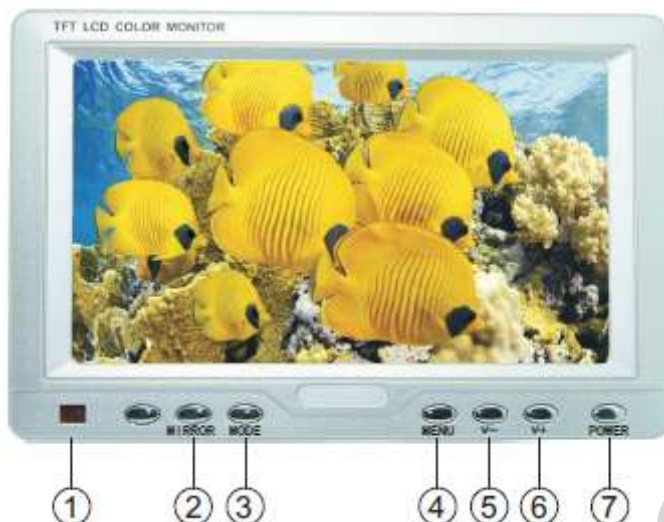 TFT LCD COLOR MONITOR
MIRROR MODE MENU V- V+ POWER
① ② ③ ④ ⑤ ⑥ ⑦